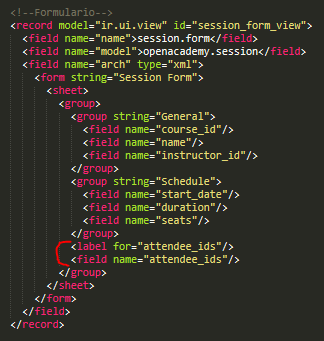 <!--Formulario-->
<record model="ir.ui.view" id="session_form_view">
<field name="name">session.form</field>
<field name="model">openacademy.session</field>
<field name="arch" type="xml">
<form string="Session Form">
<sheet>
<group>
<group string="General">
<field name="course_id"/>
<field name="name"/>
<field name="instructor_id"/>
</group>
<group string="Schedule">
<field name="start_date"/>
<field name="duration"/>
<field name="seats"/>
</group>
<label for="attendee_ids"/>
<field name="attendee_ids"/>
</group>
</sheet>
</form>
</field>
</record>